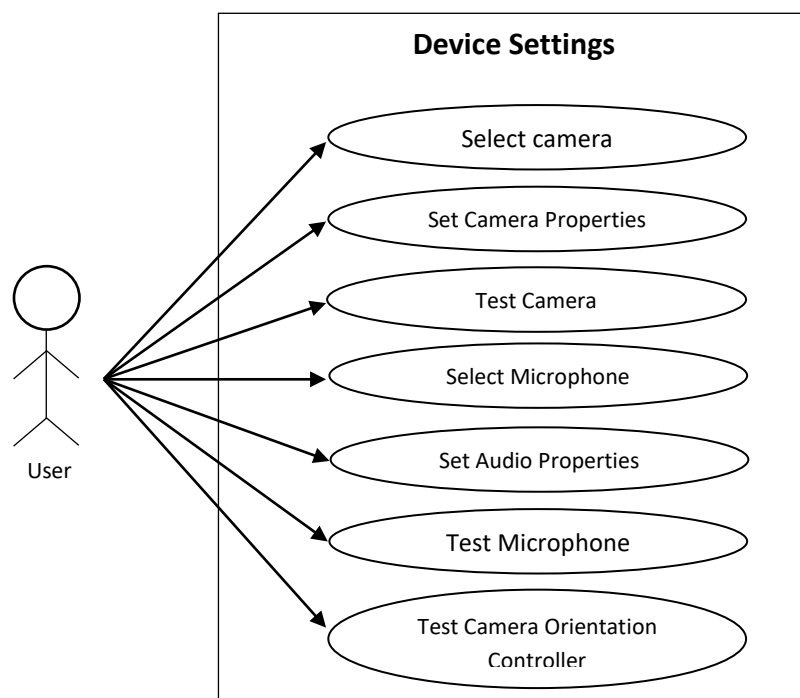 Device Settings
Select camera
Set Camera Properties
Test Camera
Select Microphone
User
Set Audio Properties
Test Microphone
Test Camera Orientation
Controller